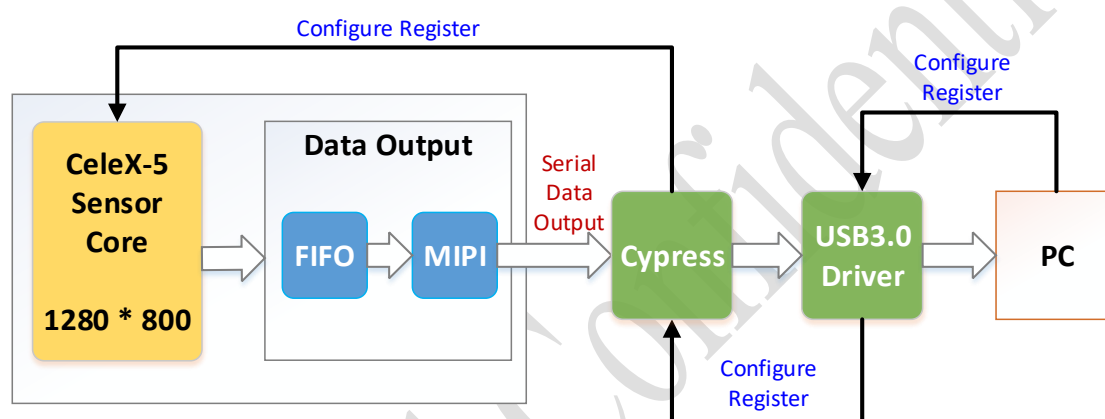 Configure Register
Configure
Register
CeleX-5
Sensor
Core
1280 * 800
Data Output
FIFO
MIPI
Serial
Data
Output
Cypress
USB3.0
Driver
PC
Configure
Register
Confidenti